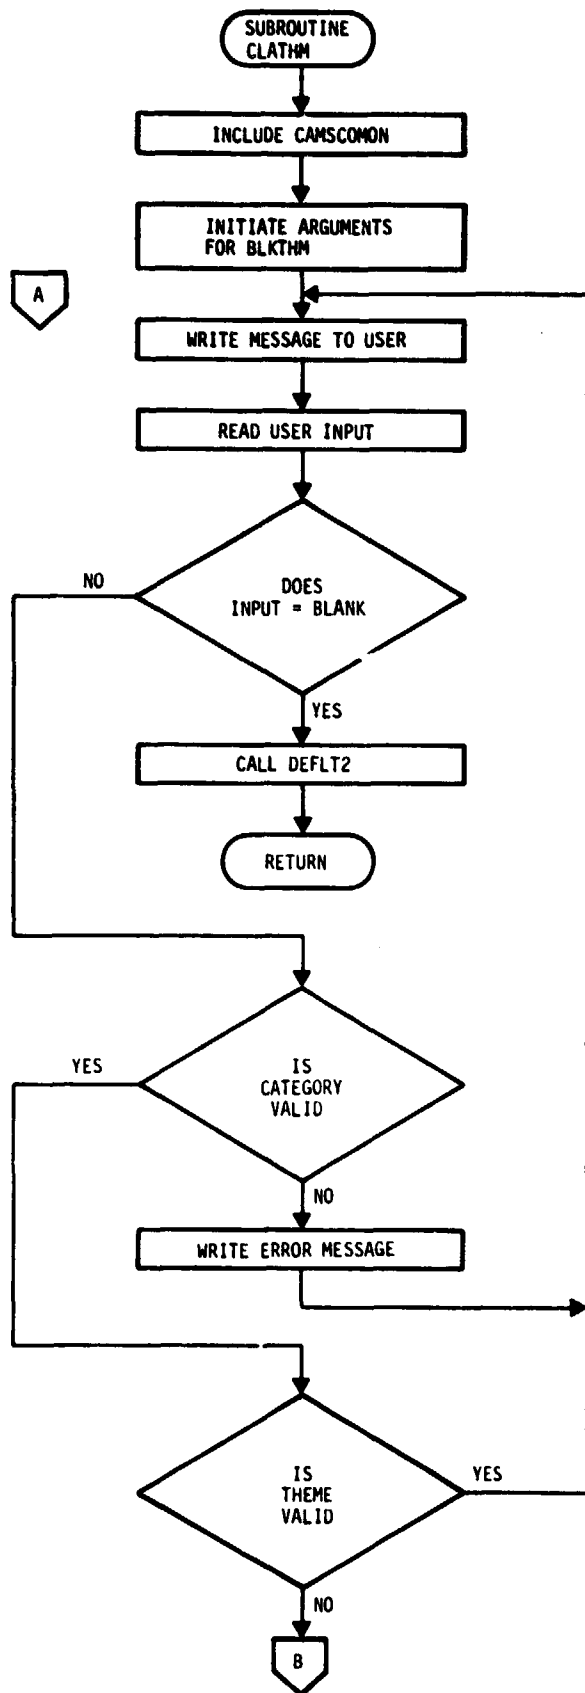 SUBROUTINE
CLATHM
INCLUDE CAMSCOMON
INITIATE ARGUMENTS
FOR BLKTHM
A
WRITE MESSAGE TO USER
READ USER INPUT
NO
DOES
INPUT = BLANK
YES
CALL DEFLT2
RETURN
YES
IS
CATEGORY
VALID
NO
WRITE ERROR MESSAGE
IS
THEME
VALID
YES
NO
B